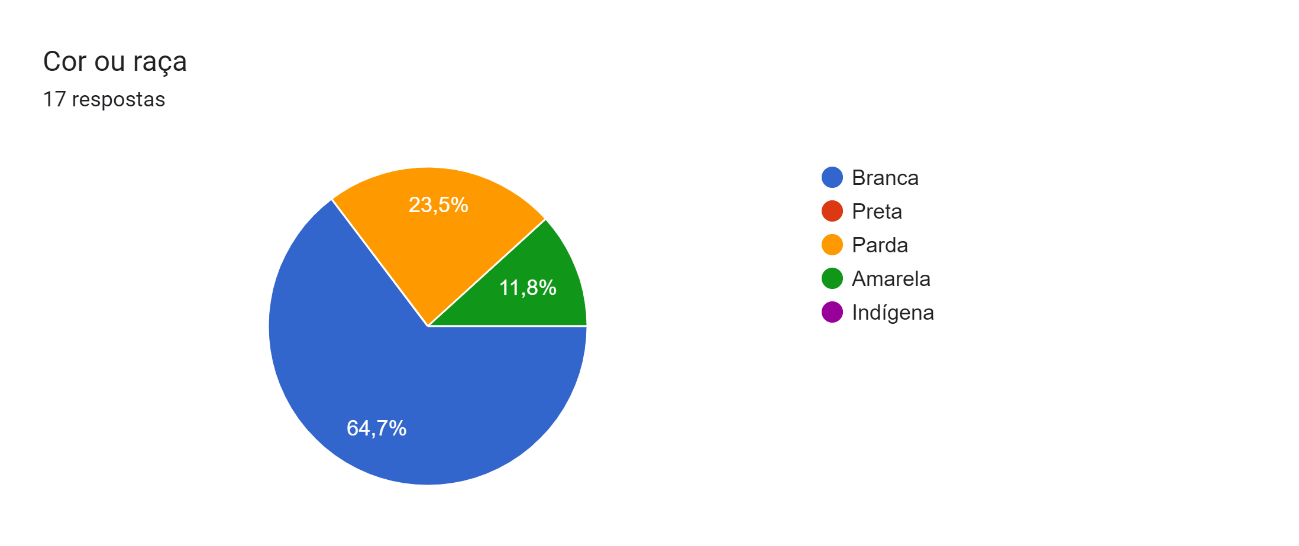 Cor ou raça
17 respostas
23,5%
11,8%
64,7%
Branca
Preta
Parda
Amarela
Indígena